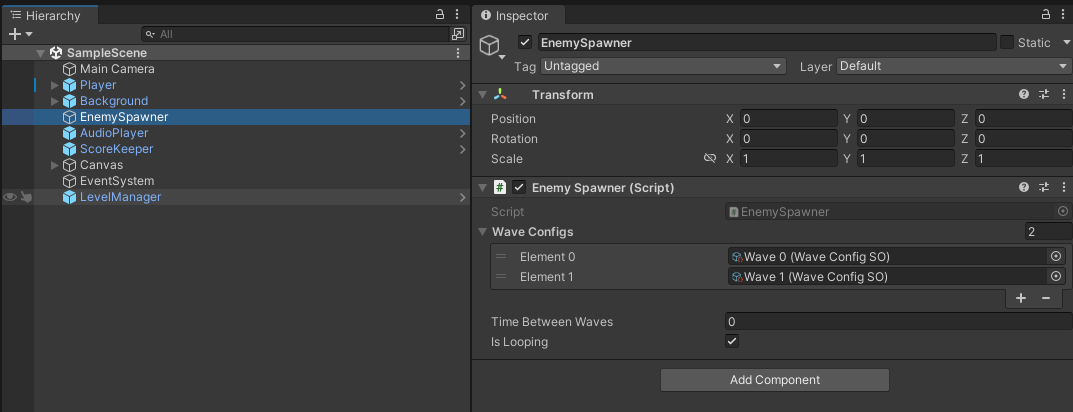 Hierarchy
All
SampleScene
Main Camera
Player
Background
EnemySpawner
AudioPlayer
ScoreKeeper
Canvas
EventSystem
LevelManager
Inspector
EnemySpawner Static
Tag Untagged Layer Default
Transform
Position X 0 Y 0 Z 0
Rotation X 0 Y 0 Z 0
Scale X 1 Y 1 Z 1
# Enemy Spawner (Script)
Script EnemySpawner
Wave Configs 2
Element 0 Wave 0 (Wave Config SO)
Element 1 Wave 1 (Wave Config SO)
Time Between Waves 0
Is Looping
Add Component